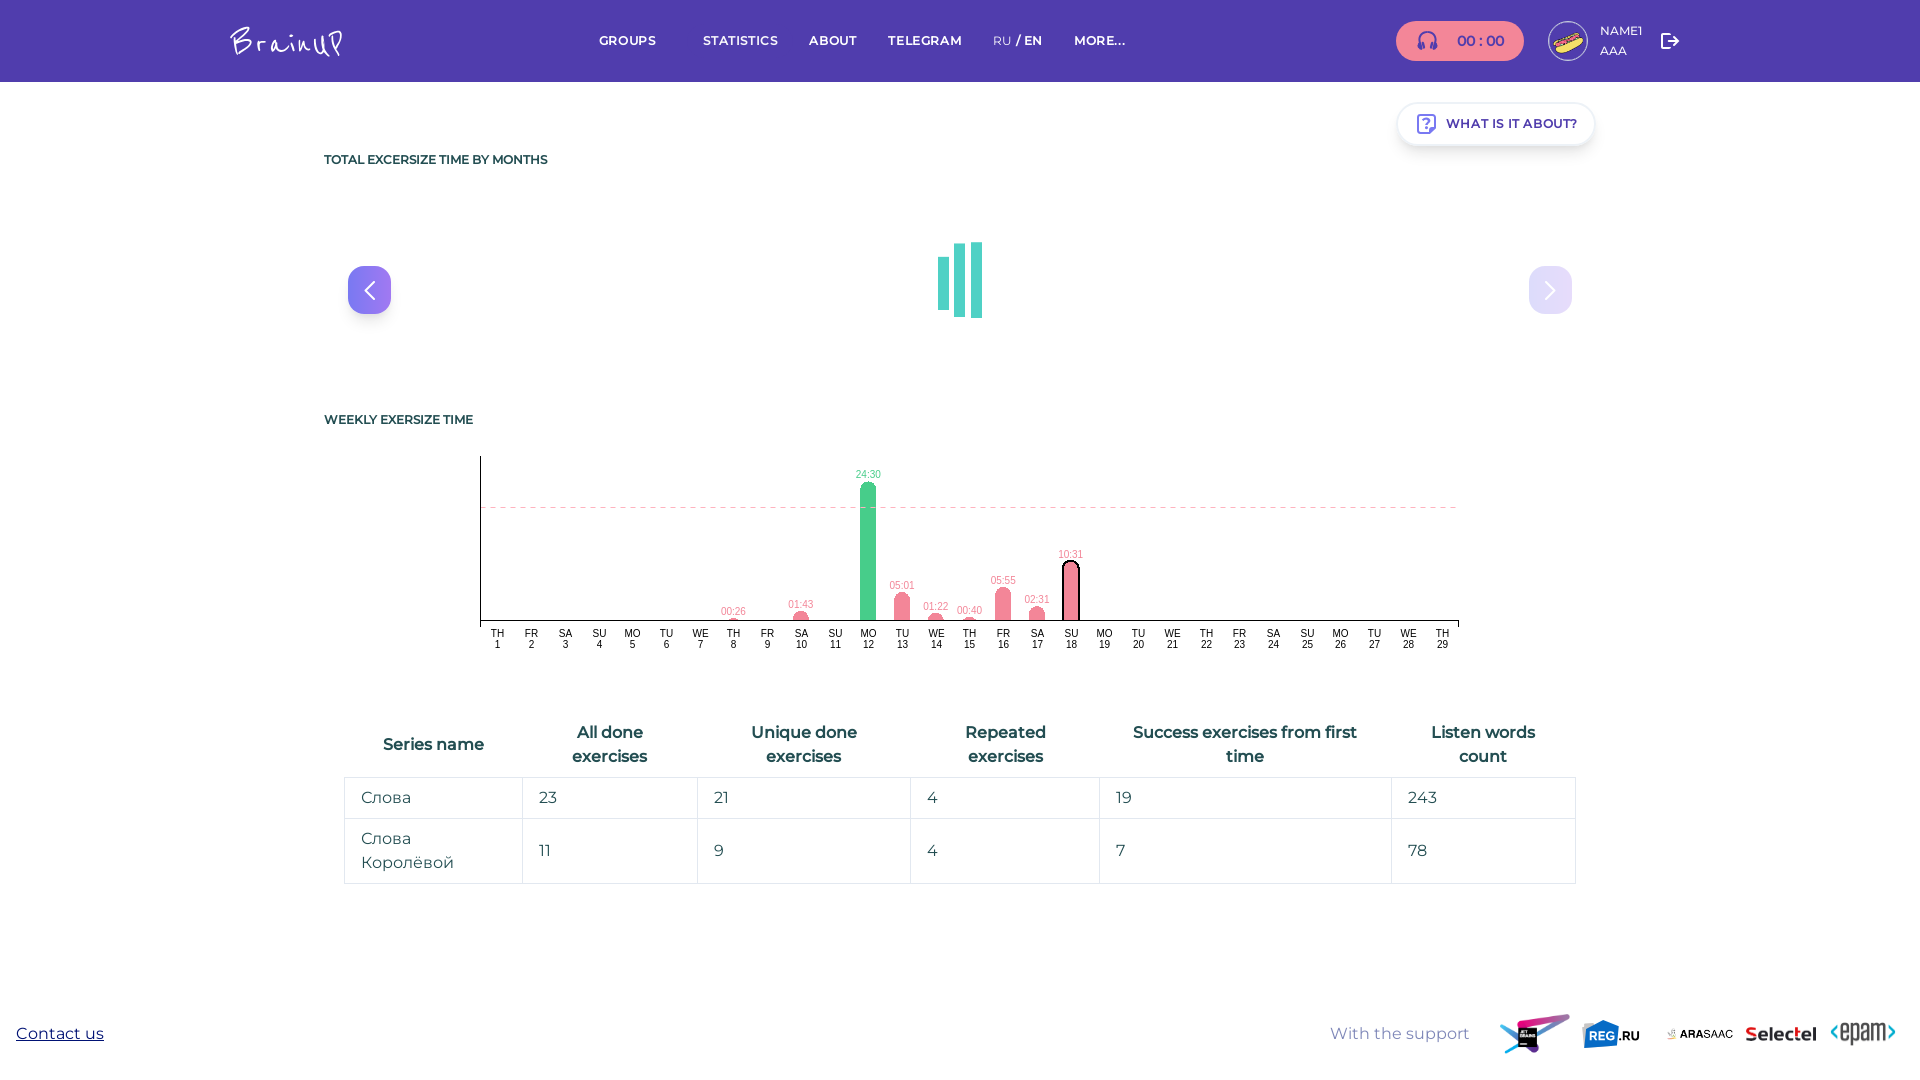 BrainUP
GROUPS STATISTICS ABOUT TELEGRAM RU / EN MORE...
00 : 00
NAME1
AAA
WHAT IS IT ABOUT?
TOTAL EXCERSIZE TIME BY MONTHS
WEEKLY EXERSIZE TIME
24:30
10:31
05:55
05:01
02:31
01:43
01:22
00:40
00:26
TH FR SA SU MO TU WE TH FR SA SU MO TU WE TH FR SA SU MO TU WE TH FR SA SU MO TU WE TH
1 2 3 4 5 6 7 8 9 10 11 12 13 14 15 16 17 18 19 20 21 22 23 24 25 26 27 28 29
Series name
All done
exercises
Unique done
exercises
Repeated
exercises
Success exercises from first
time
Listen words
count
Слова 23 21 4 19 243
Слова
Королёвой
11 9 4 7 78
Contact us
With the support
REG.RU
ARASAAC
Selectel
<epam>